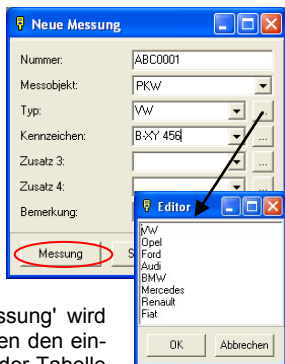 Neue Messung
Nummer: ABC0001
Messobjekt: PKW
Typ: VW ...
Kennzeichen: B-XY 456 ...
Zusatz 3: ...
Zusatz 4: ...
Bemerkung:
Messung S
Editor
VW
Opel
Ford
Audi
BMW
Mercedes
Renault
Fiat
OK Abbrechen
ssung' wird
en den ein-
der Tabelle